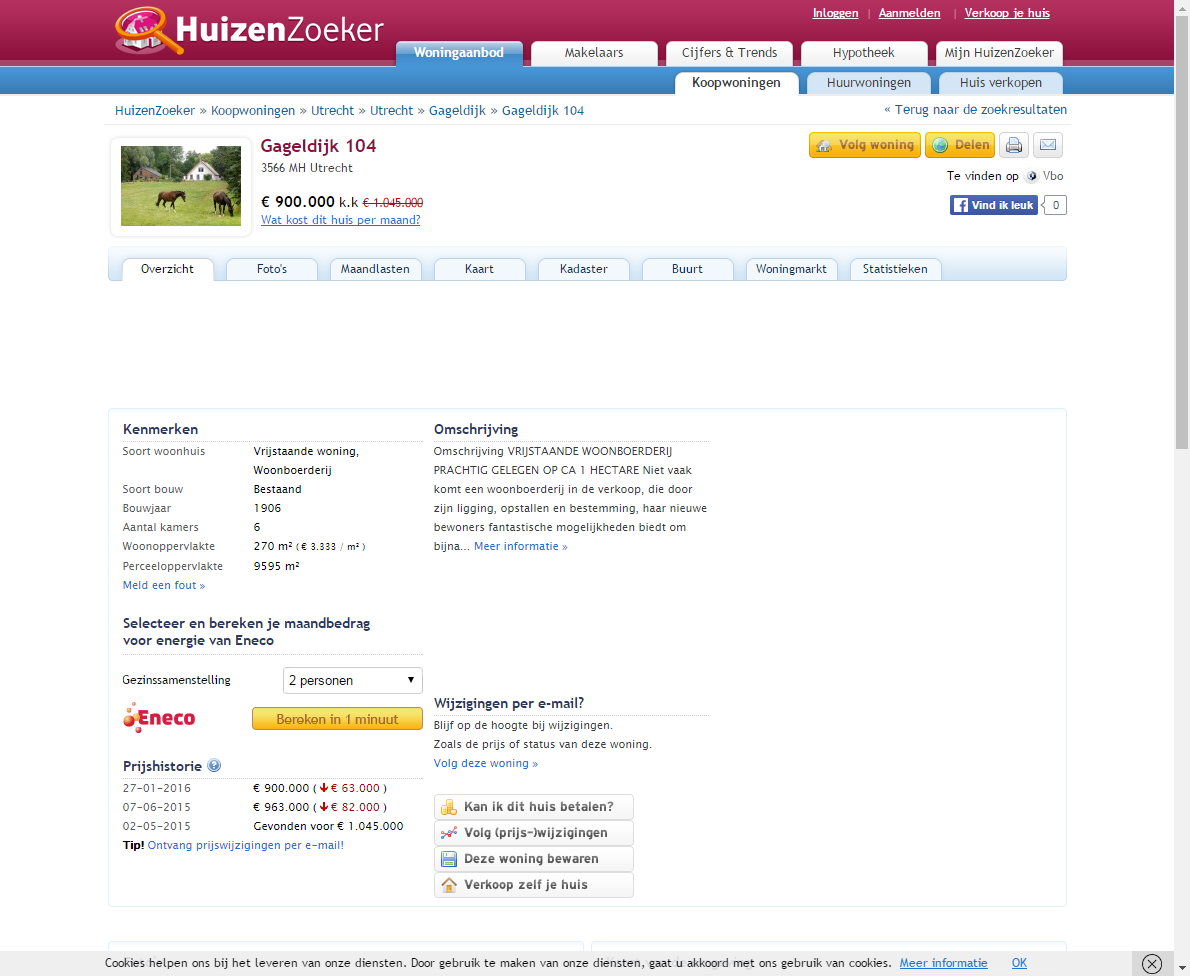 Inloggen | Aanmelden | Verkoop je huis
HuizenZoeker
Woningaanbod Makelaars Cijfers & Trends Hypotheek Mijn HuizenZoeker
Koopwoningen Huurwoningen Huis verkopen
HuizenZoeker » Koopwoningen » Utrecht » Utrecht » Gageldijk » Gageldijk 104
« Terug naar de zoekresultaten
Gageldijk 104
3566 MH Utrecht
€ 900.000 k.k € 1.045.000
Wat kost dit huis per maand?
Volg woning Delen
Te vinden op Vbo
Vind ik leuk 0
Overzicht Foto's Maandlasten Kaart Kadaster Buurt Woningmarkt Statistieken
Kenmerken
Soort woonhuis Vrijstaande woning,
Woonboerderij
Soort bouw Bestaand
Bouwjaar 1906
Aantal kamers 6
Woonoppervlakte 270 m² ( € 3.333 / m² )
Perceeloppervlakte 9595 m²
Meld een fout »
Omschrijving
Omschrijving VRIJSTAANDE WOONBOERDERIJ
PRACHTIG GELEGEN OP CA 1 HECTARE Niet vaak
komt een woonboerderij in de verkoop, die door
zijn ligging, opstallen en bestemming, haar nieuwe
bewoners fantastische mogelijkheden biedt om
bijna... Meer informatie »
Selecteer en bereken je maandbedrag
voor energie van Eneco
Gezinssamenstelling 2 personen
Eneco Bereken in 1 minuut
Prijshistorie ?
27-01-2016 € 900.000 ( € 63.000 )
07-06-2015 € 963.000 ( € 82.000 )
02-05-2015 Gevonden voor € 1.045.000
Tip! Ontvang prijswijzigingen per e-mail!
Wijzigingen per e-mail?
Blijf op de hoogte bij wijzigingen.
Zoals de prijs of status van deze woning.
Volg deze woning »
Kan ik dit huis betalen?
Volg (prijs-)wijzigingen
Deze woning bewaren
Verkoop zelf je huis
Cookies helpen ons bij het leveren van onze diensten. Door gebruik te maken van onze diensten, gaat u akkoord met ons gebruik van cookies. Meer informatie OK